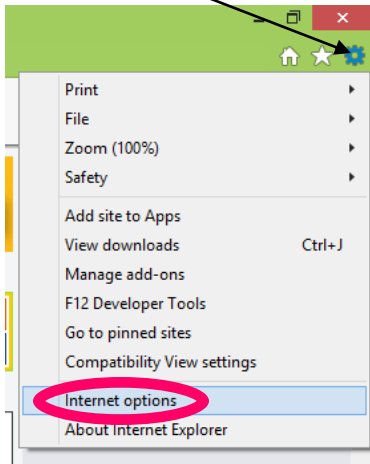 Print
File
Zoom (100%)
Safety
Add site to Apps
View downloads Ctrl+J
Manage add-ons
F12 Developer Tools
Go to pinned sites
Compatibility View settings
Internet options
About Internet Explorer